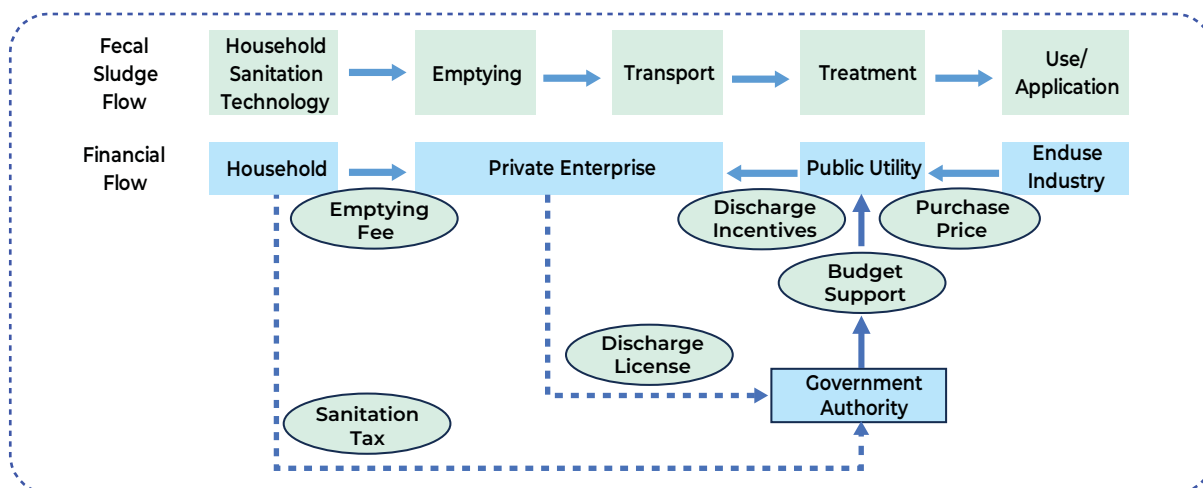 Fecal
Sludge
Flow
Household
Sanitation
Technology
Emptying
Transport
Treatment
Use/
Application
Financial
Flow
Household
Private Enterprise
Public Utility
Enduse
Industry
Emptying
Fee
Discharge
Incentives
Purchase
Price
Budget
Support
Discharge
License
Government
Authority
Sanitation
Tax